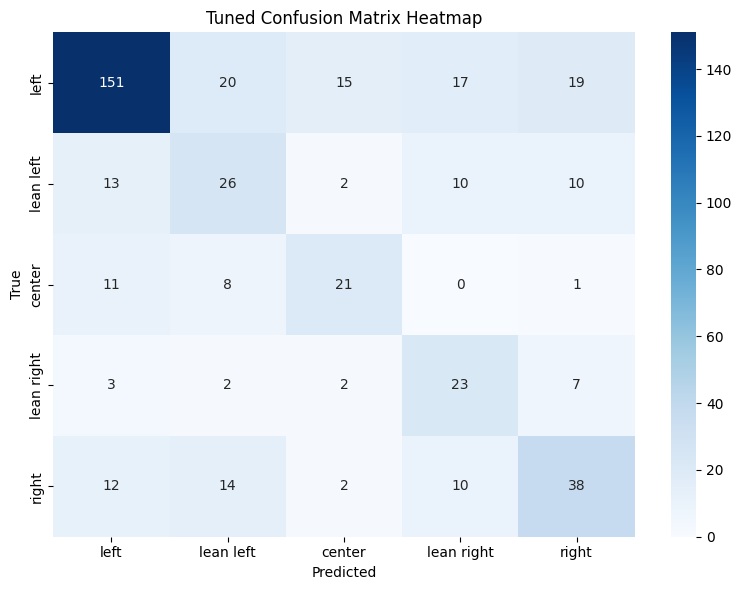 Tuned Confusion Matrix Heatmap
True
left
151 20 15 17 19
lean left
13 26 2 10 10
center
11 8 21 0 1
lean right
3 2 2 23 7
right
12 14 2 10 38
left lean left center lean right right
Predicted
140
120
100
80
60
40
20
0